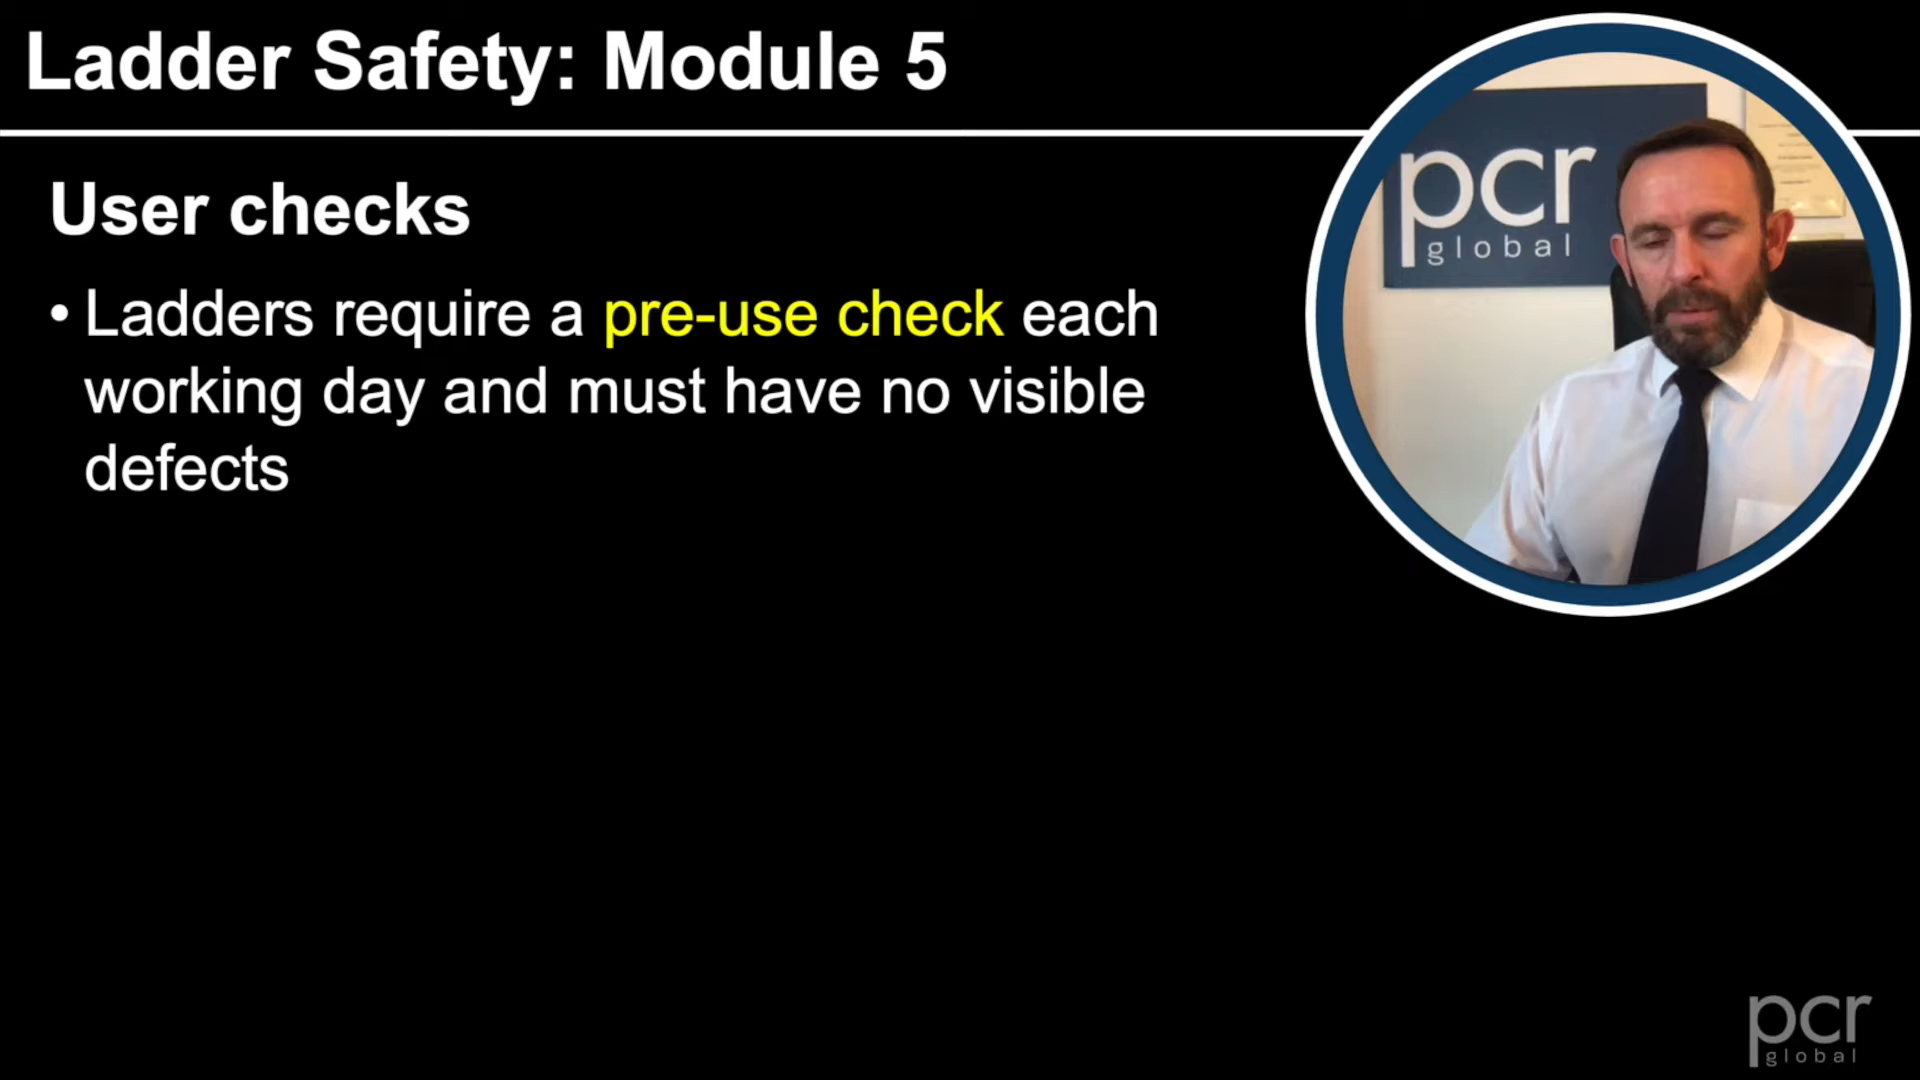 Ladder Safety: Module 5
User checks
• Ladders require a pre-use check each
working day and must have no visible
defects
pcr
global
pcr
global